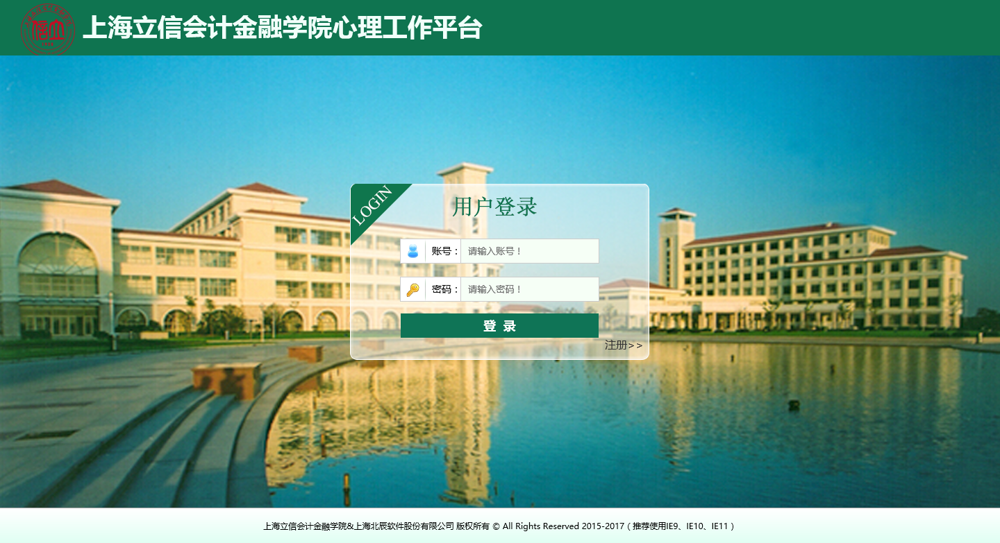 上海立信会计金融学院心理工作平台
LOGIN
用户登录
账号：
请输入账号！
密码：
请输入密码！
登 录
注册>>
上海立信会计金融学院&上海北辰软件股份有限公司 版权所有 © All Rights Reserved 2015-2017 ( 推荐使用IE9、IE10、IE11 )